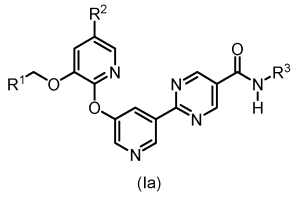 R²
O
R¹ O N N N R³
O N H
N
(Ia)